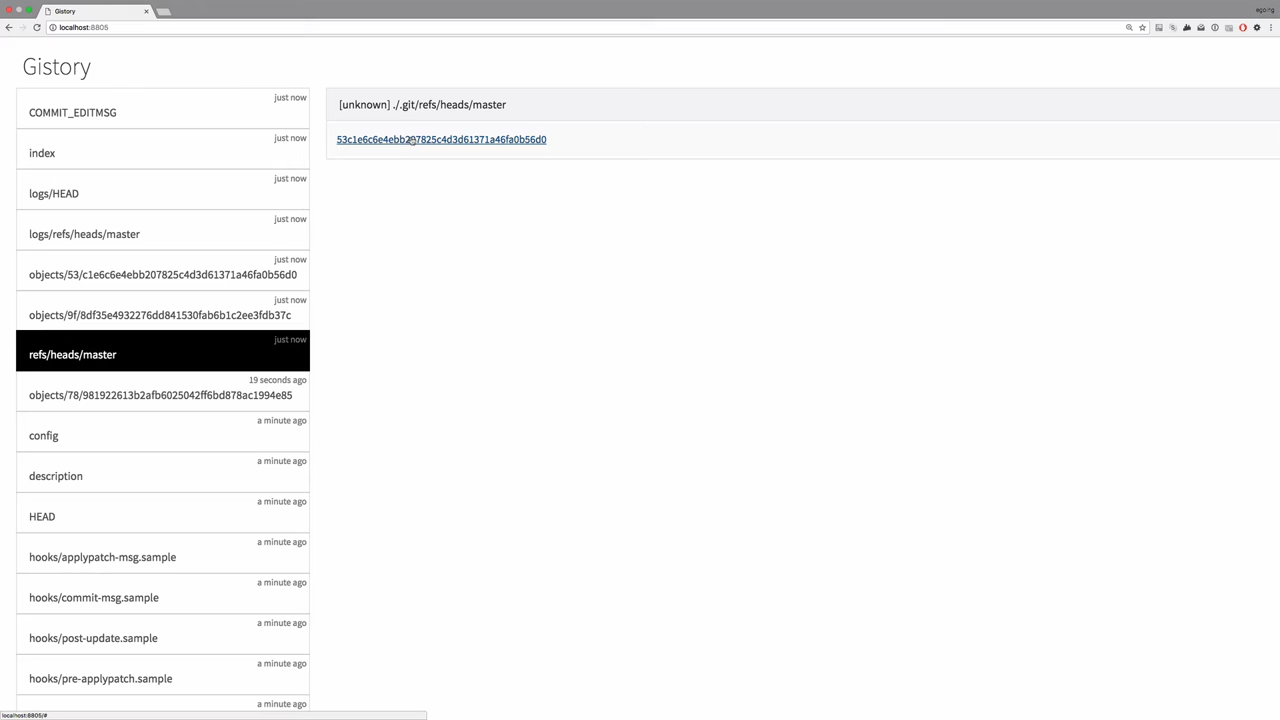 Gistory
egoing
localhost:8805
Gistory
just now
COMMIT_EDITMSG
just now
index
just now
logs/HEAD
just now
logs/refs/heads/master
just now
objects/53/c1e6c6e4ebb207825c4d3d61371a46fa0b56d0
just now
objects/9f/8df35e4932276dd841530fab6b1c2ee3fdb37c
just now
refs/heads/master
19 seconds ago
objects/78/981922613b2afb6025042ff6bd878ac1994e85
a minute ago
config
a minute ago
description
a minute ago
HEAD
a minute ago
hooks/applypatch-msg.sample
a minute ago
hooks/commit-msg.sample
a minute ago
hooks/post-update.sample
a minute ago
hooks/pre-applypatch.sample
a minute ago
[unknown] ./.git/refs/heads/master
53c1e6c6e4ebb207825c4d3d61371a46fa0b56d0
localhost:8805/#